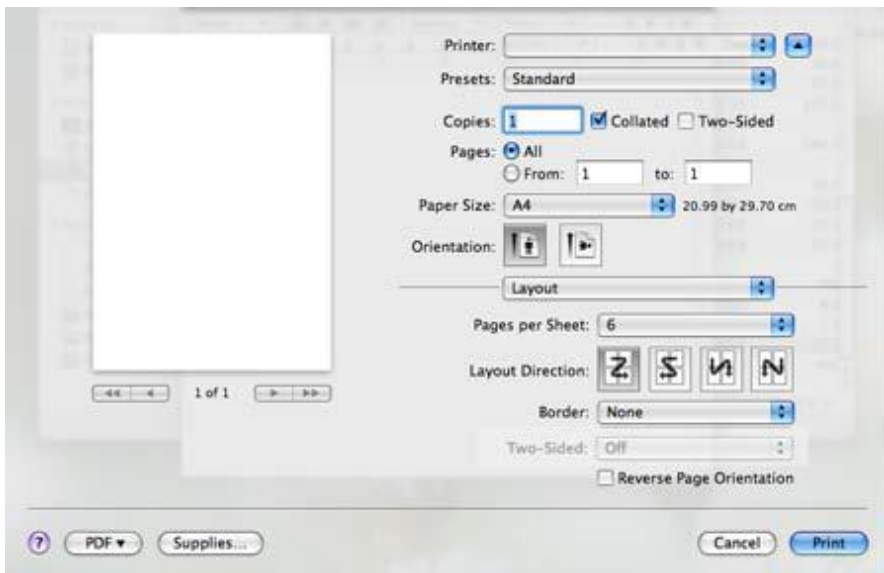 Printer:
Presets: Standard
Copies: 1 Collated Two-Sided
Pages: All
From: 1 to: 1
Paper Size: A4 20.99 by 29.70 cm
Orientation:
Layout
Pages per Sheet: 6
Layout Direction:
1 of 1
Border: None
Two-Sided: Off
Reverse Page Orientation
? PDF Supplies... Cancel Print